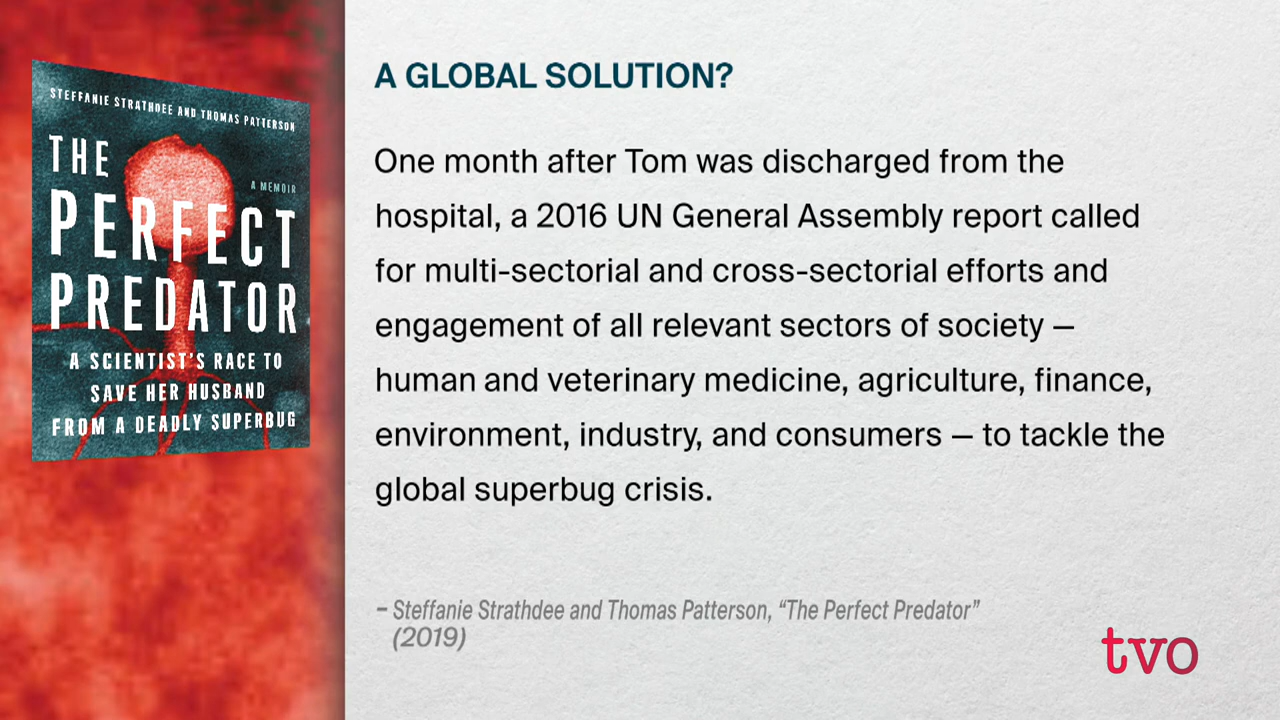 STEFFANIE STRATHDEE AND THOMAS PATTERSON
THE
A MEMOIR
PERFECT
PREDATOR
A SCIENTIST'S RACE TO
SAVE HER HUSBAND
FROM A DEADLY SUPERBUG
A GLOBAL SOLUTION?
One month after Tom was discharged from the
hospital, a 2016 UN General Assembly report called
for multi-sectorial and cross-sectorial efforts and
engagement of all relevant sectors of society —
human and veterinary medicine, agriculture, finance,
environment, industry, and consumers — to tackle the
global superbug crisis.
– Steffanie Strathdee and Thomas Patterson, “The Perfect Predator”
(2019)
tvo